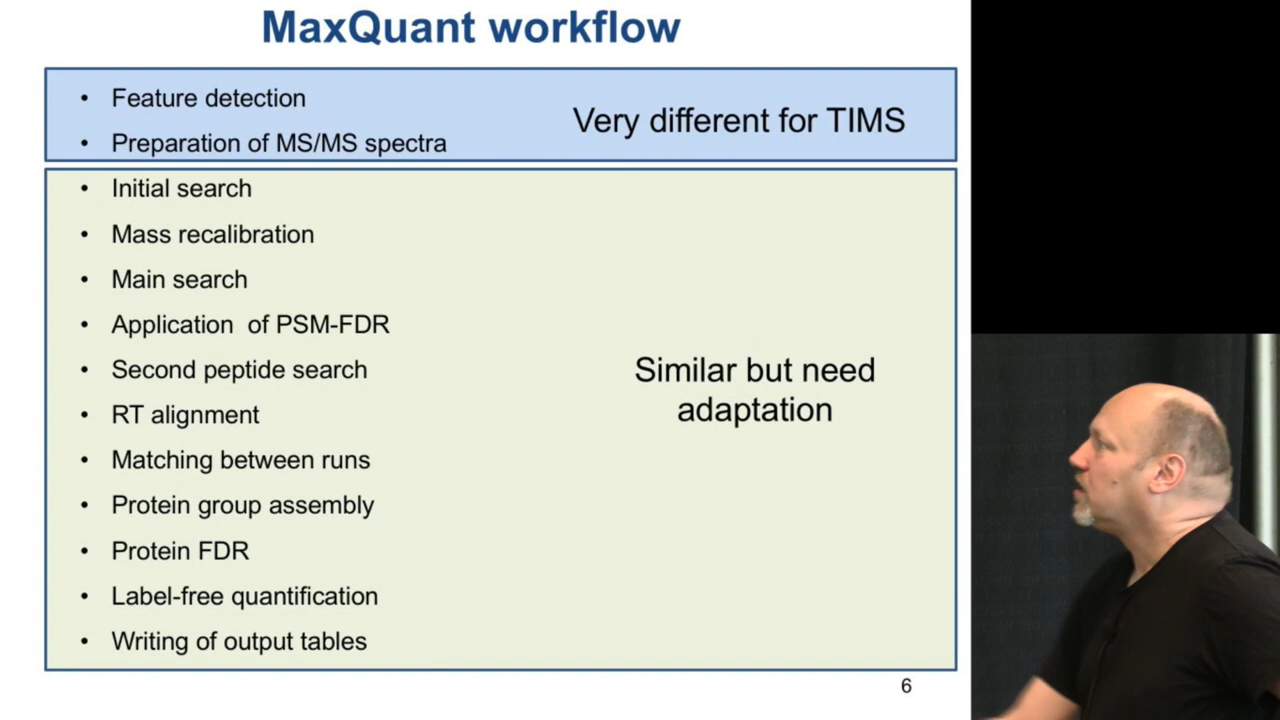 MaxQuant workflow
• Feature detection
Very different for TIMS
• Preparation of MS/MS spectra
• Initial search
• Mass recalibration
• Main search
• Application of PSM-FDR
• Second peptide search
Similar but need
adaptation
• RT alignment
• Matching between runs
• Protein group assembly
• Protein FDR
• Label-free quantification
• Writing of output tables
6